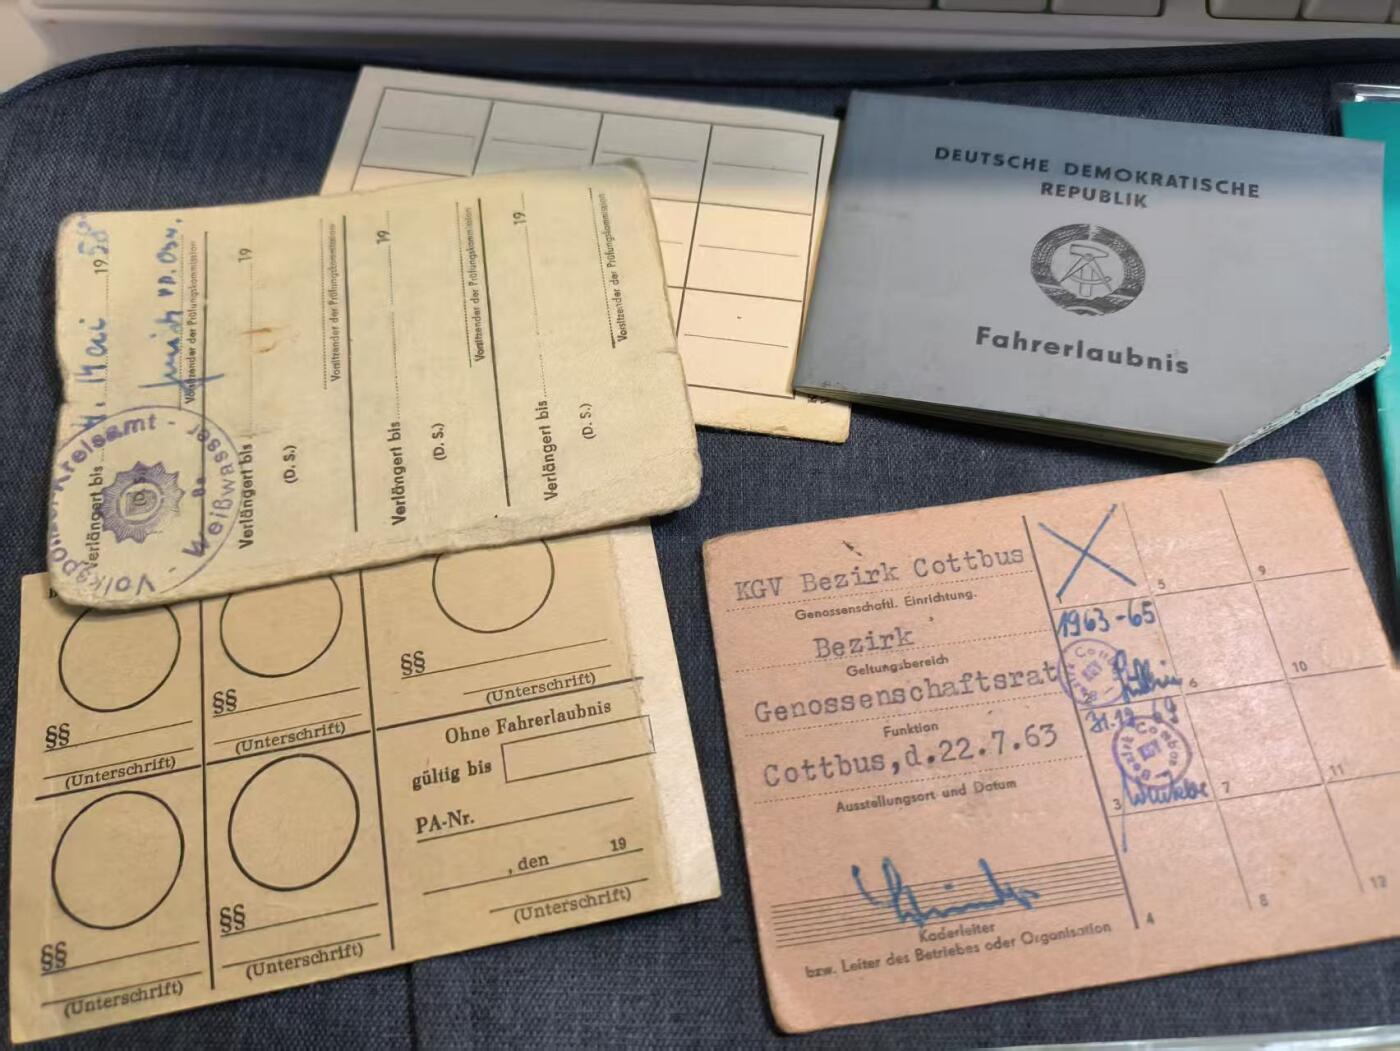 DEUTSCHE DEMOKRATISCHE
REPUBLIK
Fahrerlaubnis
Verlängert bis 14. Mai 1958
Vorsitzender der Prüfungskommission
Volkspolizei-Kreisamt - Weißwasser -
Verlängert bis 19
(D. S.)
Vorsitzender der Prüfungskommission
Verlängert bis 19
(D. S.)
Vorsitzender der Prüfungskommission
Verlängert bis 19
(D. S.)
Vorsitzender der Prüfungskommission
§§
(Unterschrift)
§§
(Unterschrift)
§§
(Unterschrift)
§§
(Unterschrift)
§§
(Unterschrift)
Ohne Fahrerlaubnis
gültig bis
PA-Nr.
, den 19
(Unterschrift)
KGV Bezirk Cottbus
Genossenschaftl. Einrichtung.
Bezirk
Geltungsbereich
Genossenschaftsrat
Funktion
Cottbus,d.22.7.63
Ausstellungsort und Datum
Kaderleiter
bzw. Leiter des Betriebes oder Organisation
1
1963-65
3
4
5
6
7
8
9
10
11
12